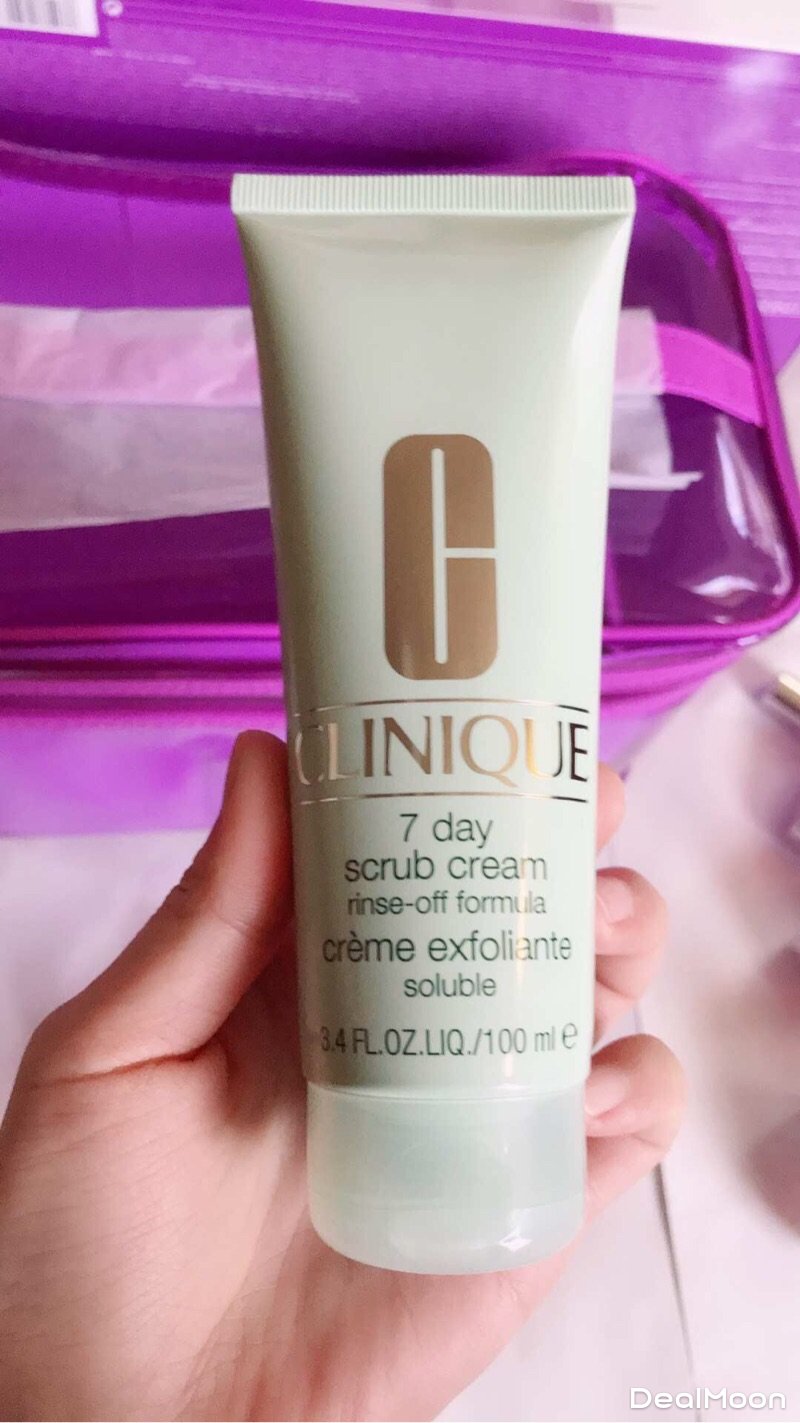 C
CLINIQUE
7 day
scrub cream
rinse-off formula
crème exfoliante
soluble
3.4 FL.OZ.LIQ./100 ml ℮
DealMoon